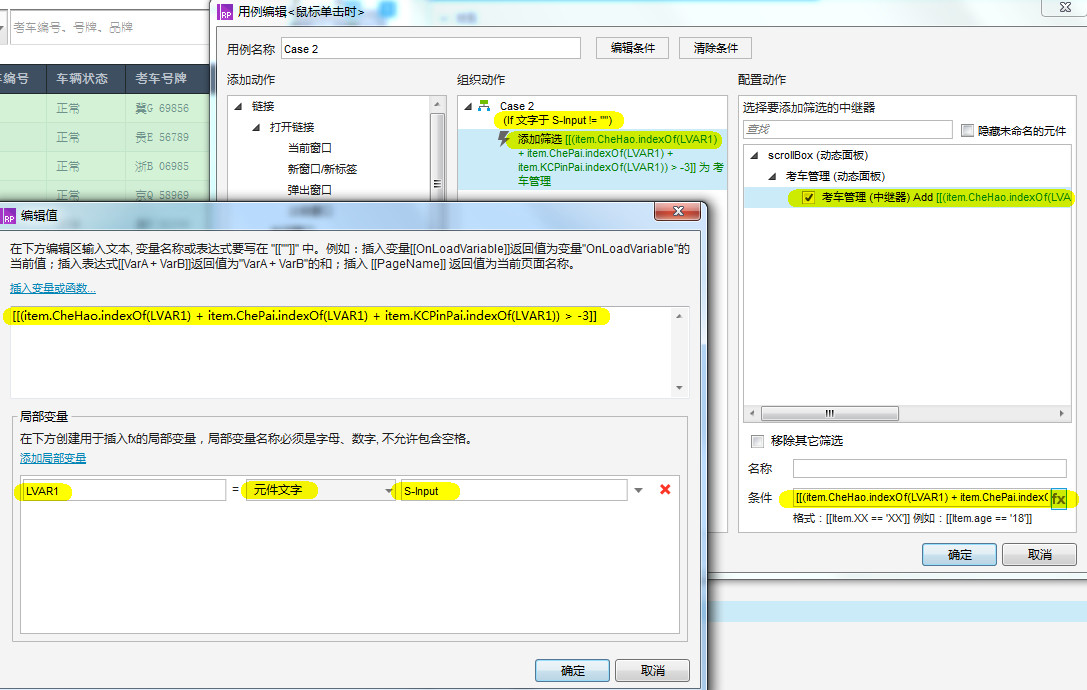 考车编号、号牌、品牌
编号 车辆状态 考车号牌
正常 冀G 69856
正常 贵E 56789
正常 浙B 06985
正常 京Q 58969
RP 用例编辑<鼠标单击时>
用例名称 Case 2 编辑条件 清除条件
添加动作 组织动作 配置动作
链接
打开链接
当前窗口
新窗口/新标签
弹出窗口
Case 2
(If 文字于 S-Input != "")
添加筛选 [[(item.CheHao.indexOf(LVAR1)
+ item.ChePai.indexOf(LVAR1) +
item.KCPinPai.indexOf(LVAR1)) > -3]] 为 考
车管理
选择要添加筛选的中继器
查找 隐藏未命名的元件
scrollBox (动态面板)
考车管理 (动态面板)
考车管理 (中继器) Add [[(item.CheHao.indexOf(LVA
移除其它筛选
名称
条件 [[(item.CheHao.indexOf(LVAR1) + item.ChePai.indexO fx
格式：[[Item.XX == 'XX']] 例如：[[Item.age == '18']]
确定 取消
RP 编辑值
在下方编辑区输入文本, 变量名称或表达式要写在 "[[""]]" 中。例如：插入变量[[OnLoadVariable]]返回值为变量"OnLoadVariable"的
当前值；插入表达式[[VarA + VarB]]返回值为"VarA + VarB"的和；插入 [[PageName]] 返回值为当前页面名称。
插入变量或函数...
[[(item.CheHao.indexOf(LVAR1) + item.ChePai.indexOf(LVAR1) + item.KCPinPai.indexOf(LVAR1)) > -3]]
局部变量
在下方创建用于插入fx的局部变量，局部变量名称必须是字母、数字, 不允许包含空格。
添加局部变量
LVAR1 = 元件文字 S-Input
确定 取消